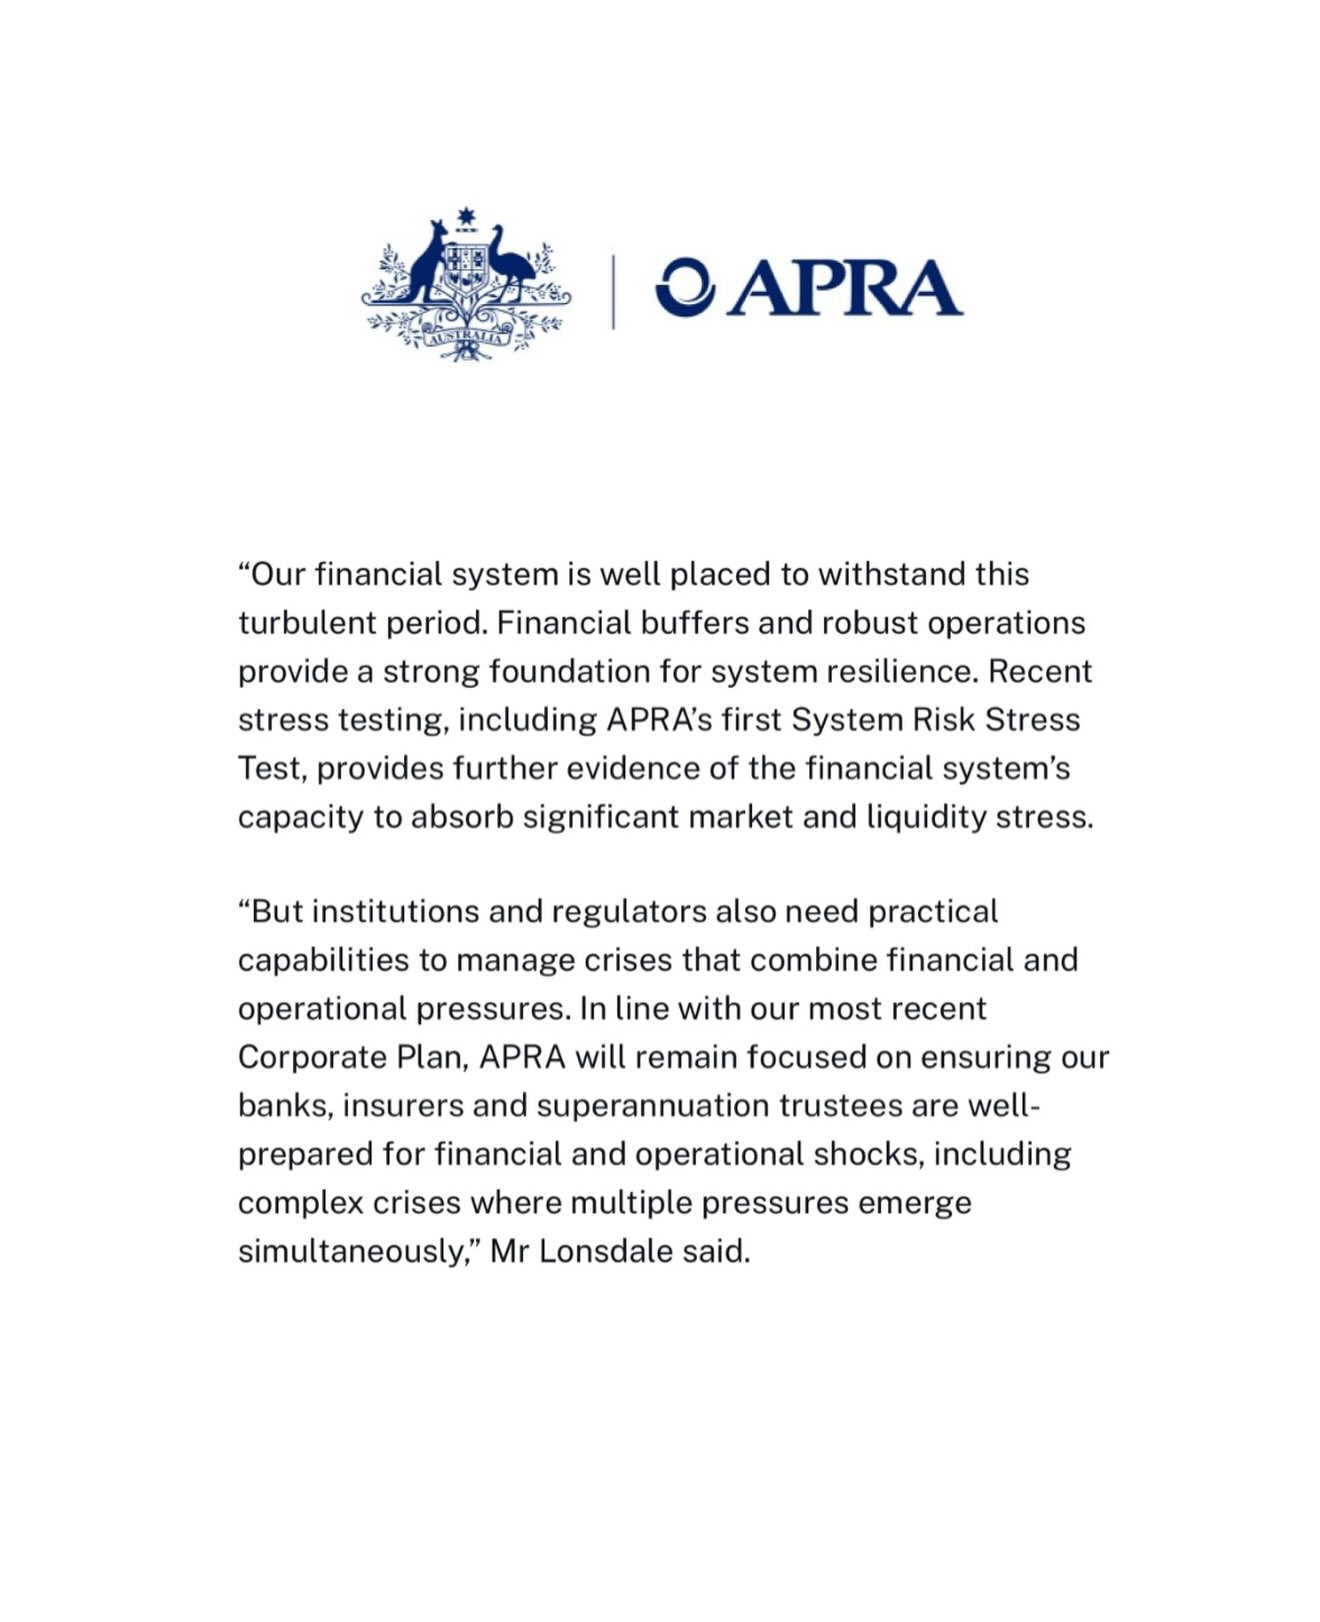 AUSTRALIA
APRA
“Our financial system is well placed to withstand this
turbulent period. Financial buffers and robust operations
provide a strong foundation for system resilience. Recent
stress testing, including APRA’s first System Risk Stress
Test, provides further evidence of the financial system’s
capacity to absorb significant market and liquidity stress.
“But institutions and regulators also need practical
capabilities to manage crises that combine financial and
operational pressures. In line with our most recent
Corporate Plan, APRA will remain focused on ensuring our
banks, insurers and superannuation trustees are well-
prepared for financial and operational shocks, including
complex crises where multiple pressures emerge
simultaneously,” Mr Lonsdale said.